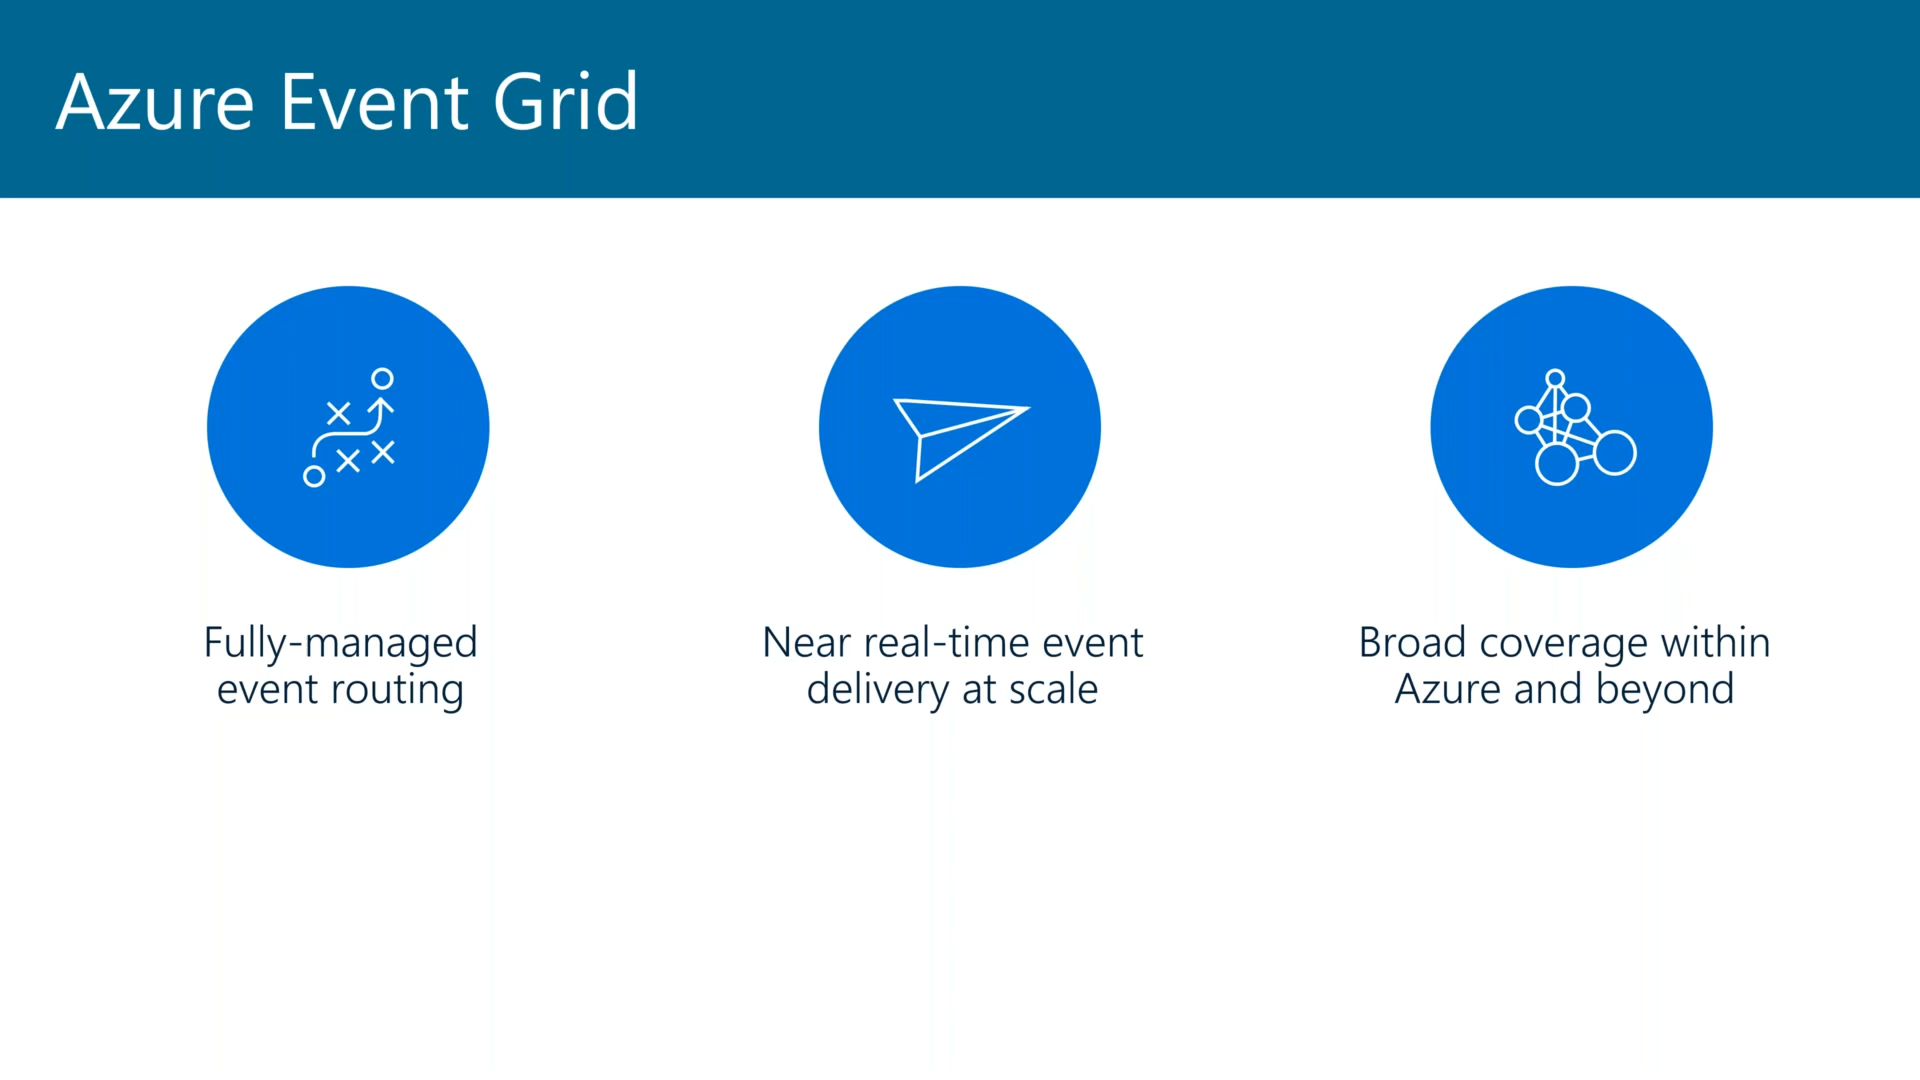 Azure Event Grid
Fully-managed
event routing
Near real-time event
delivery at scale
Broad coverage within
Azure and beyond